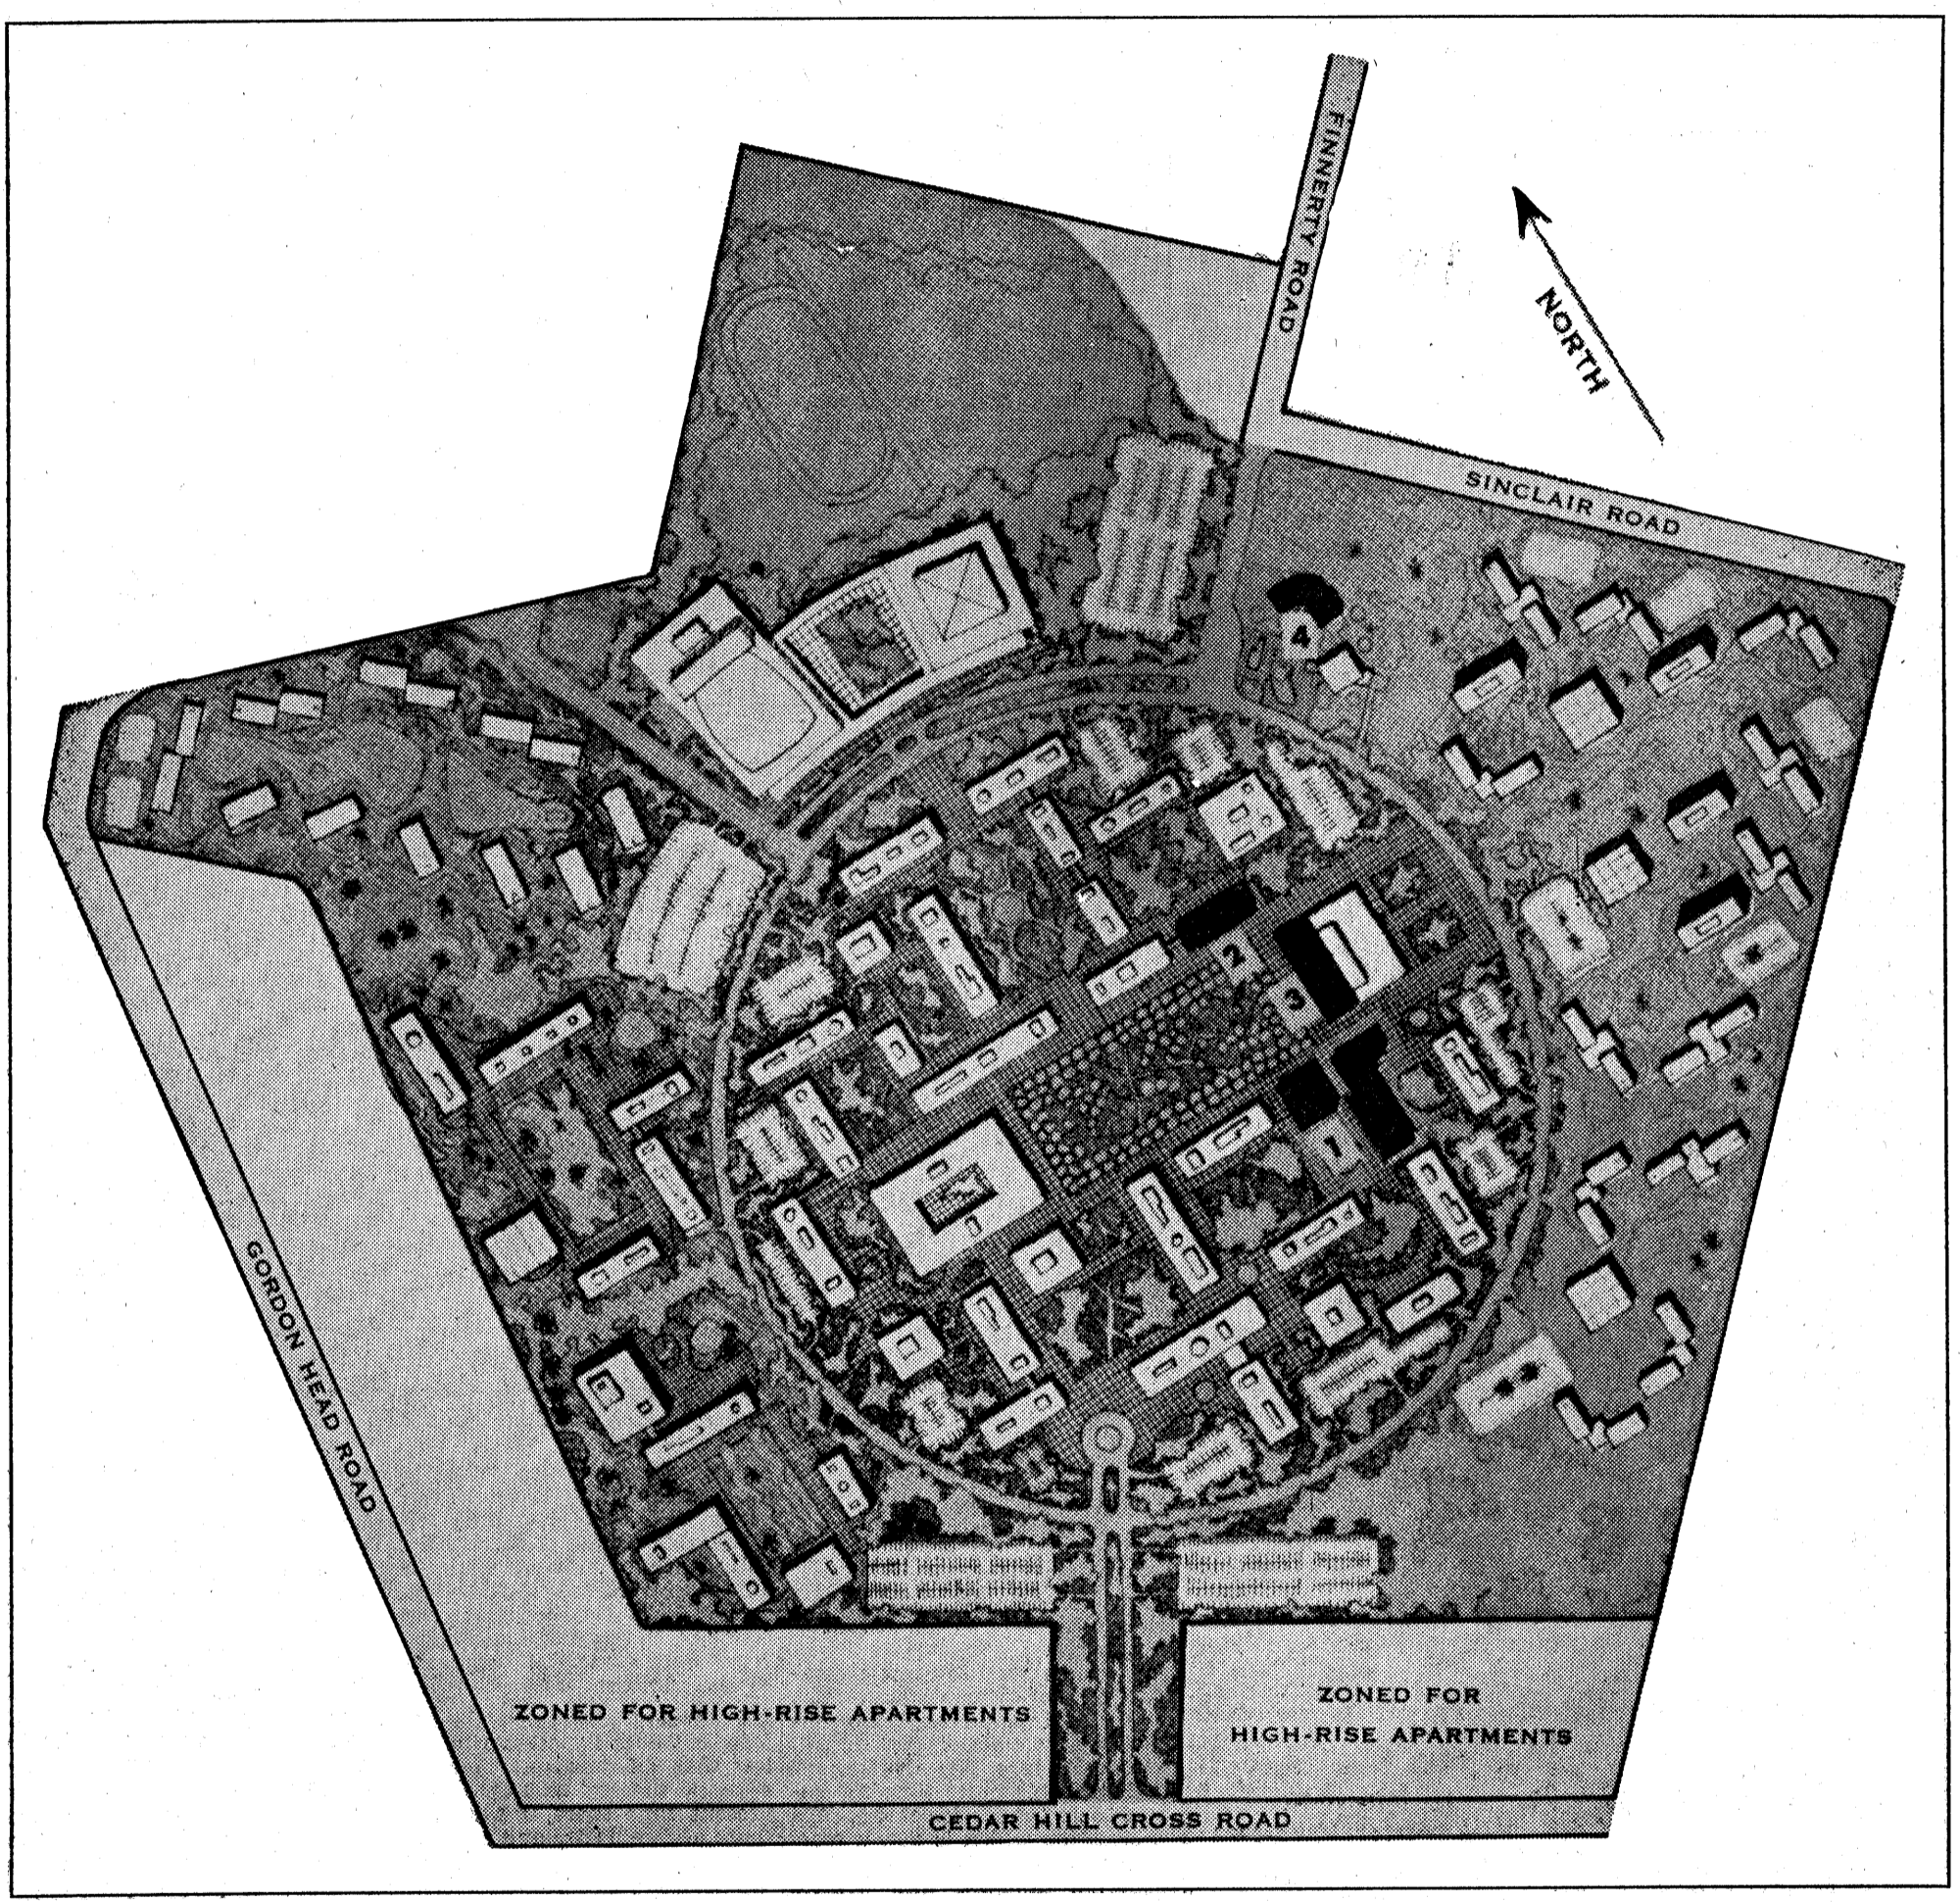 FINNERTY ROAD
NORTH
SINCLAIR ROAD
4
2
3
1
GORDON HEAD ROAD
ZONED FOR HIGH-RISE APARTMENTS
ZONED FOR
HIGH-RISE APARTMENTS
CEDAR HILL CROSS ROAD